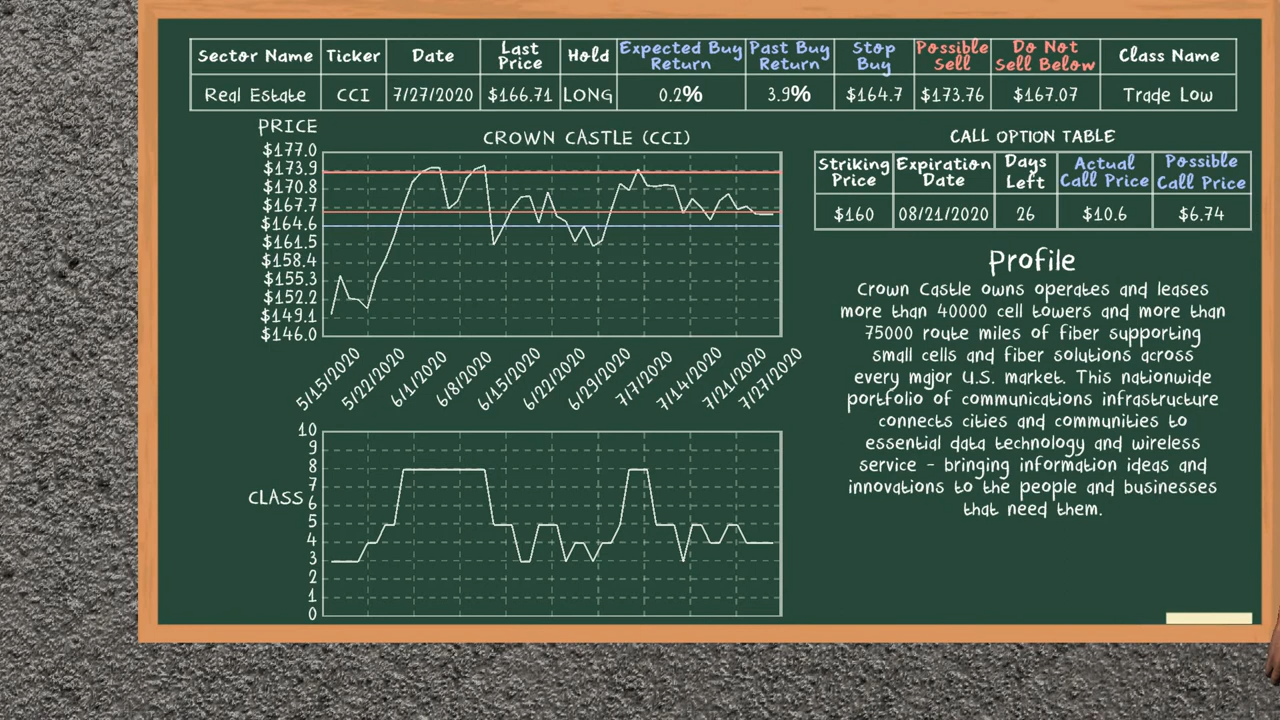 Sector Name Ticker Date Last Price Hold Expected Buy Return Past Buy Return Stop Buy Possible Sell Do Not Sell Below Class Name
Real Estate CCI 7/27/2020 $166.71 LONG 0.2% 3.9% $164.7 $173.76 $167.07 Trade Low
PRICE
CROWN CASTLE (CCI)
$177.0
$173.9
$170.8
$167.7
$164.6
$161.5
$158.4
$155.3
$152.2
$149.1
$146.0
5/15/2020 5/22/2020 6/1/2020 6/8/2020 6/15/2020 6/22/2020 6/29/2020 7/7/2020 7/14/2020 7/21/2020 7/27/2020
CLASS
10
9
8
7
6
5
4
3
2
1
0
CALL OPTION TABLE
Striking Price Expiration Date Days Left Actual Call Price Possible Call Price
$160 08/21/2020 26 $10.6 $6.74
Profile
Crown Castle owns operates and leases
more than 40000 cell towers and more than
75000 route miles of fiber supporting
small cells and fiber solutions across
every major U.S. market. This nationwide
portfolio of communications infrastructure
connects cities and communities to
essential data technology and wireless
service - bringing information ideas and
innovations to the people and businesses
that need them.